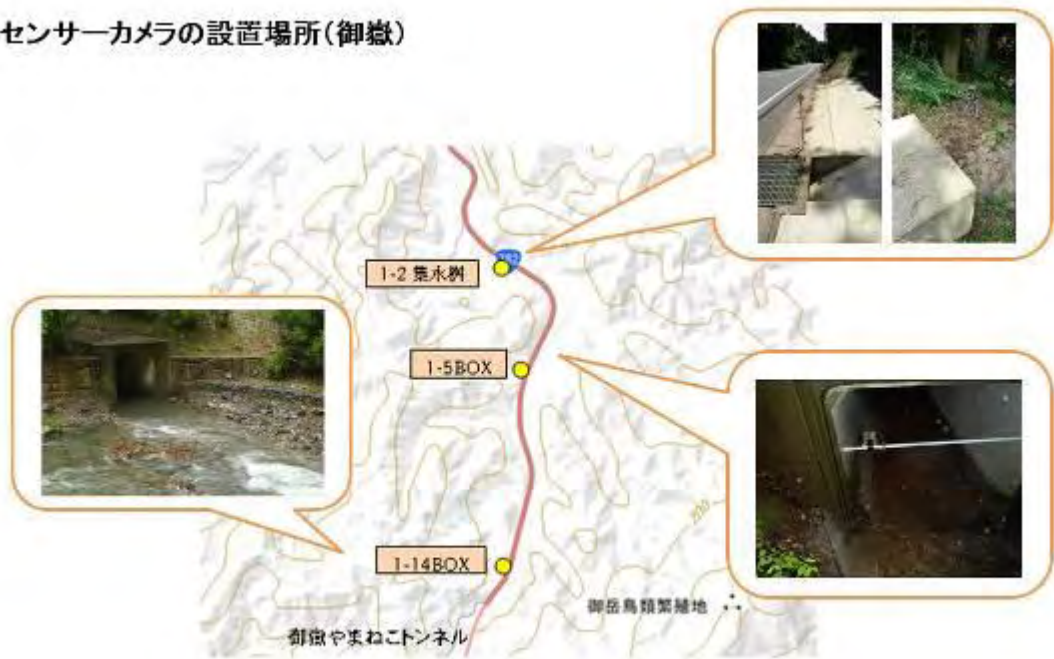 センサーカメラの設置場所(御嶽)
382
1-2 集水桝
1-5BOX
1-14BOX
200
御岳鳥類繁殖地
御嶽やまねこトンネル